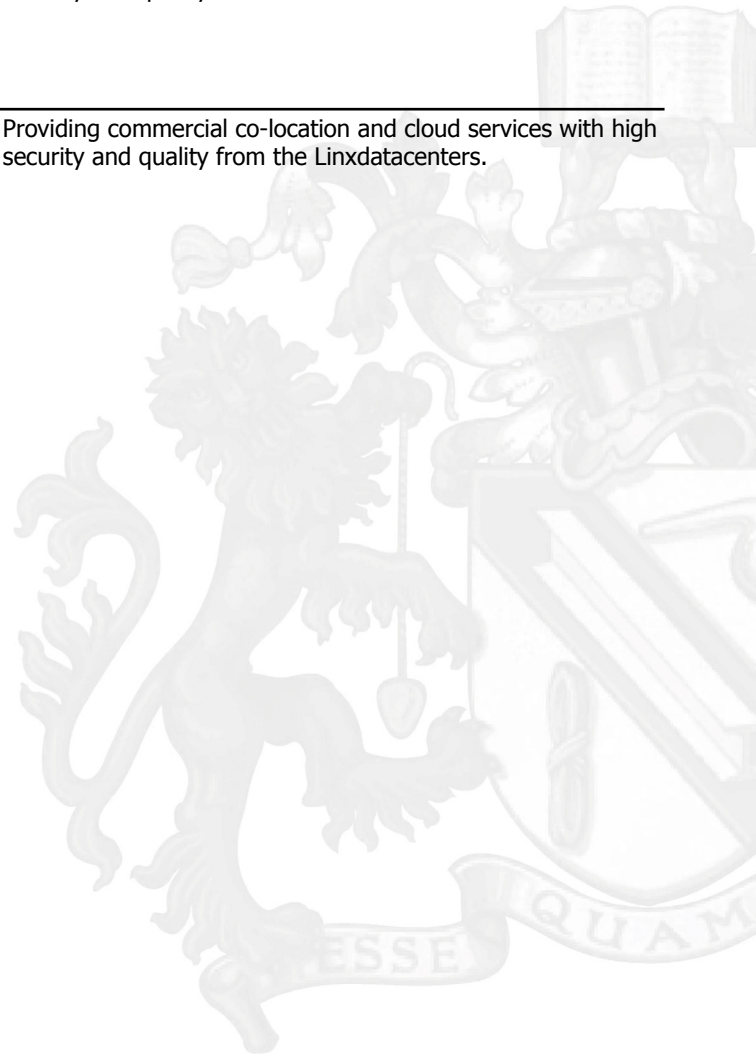 Providing commercial co-location and cloud services with high
security and quality from the Linxdatacenters.
ESSE
QUAM